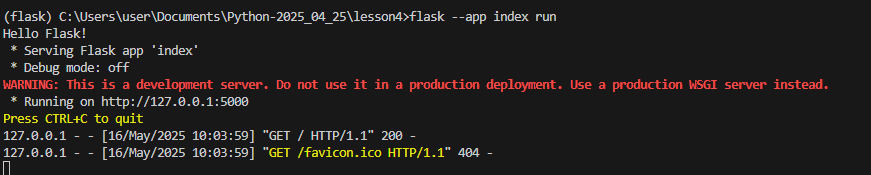 (flask) C:\Users\user\Documents\Python-2025_04_25\lesson4>flask --app index run
Hello Flask!
 * Serving Flask app 'index'
 * Debug mode: off
WARNING: This is a development server. Do not use it in a production deployment. Use a production WSGI server instead.
 * Running on http://127.0.0.1:5000
Press CTRL+C to quit
127.0.0.1 - - [16/May/2025 10:03:59] "GET / HTTP/1.1" 200 -
127.0.0.1 - - [16/May/2025 10:03:59] "GET /favicon.ico HTTP/1.1" 404 -